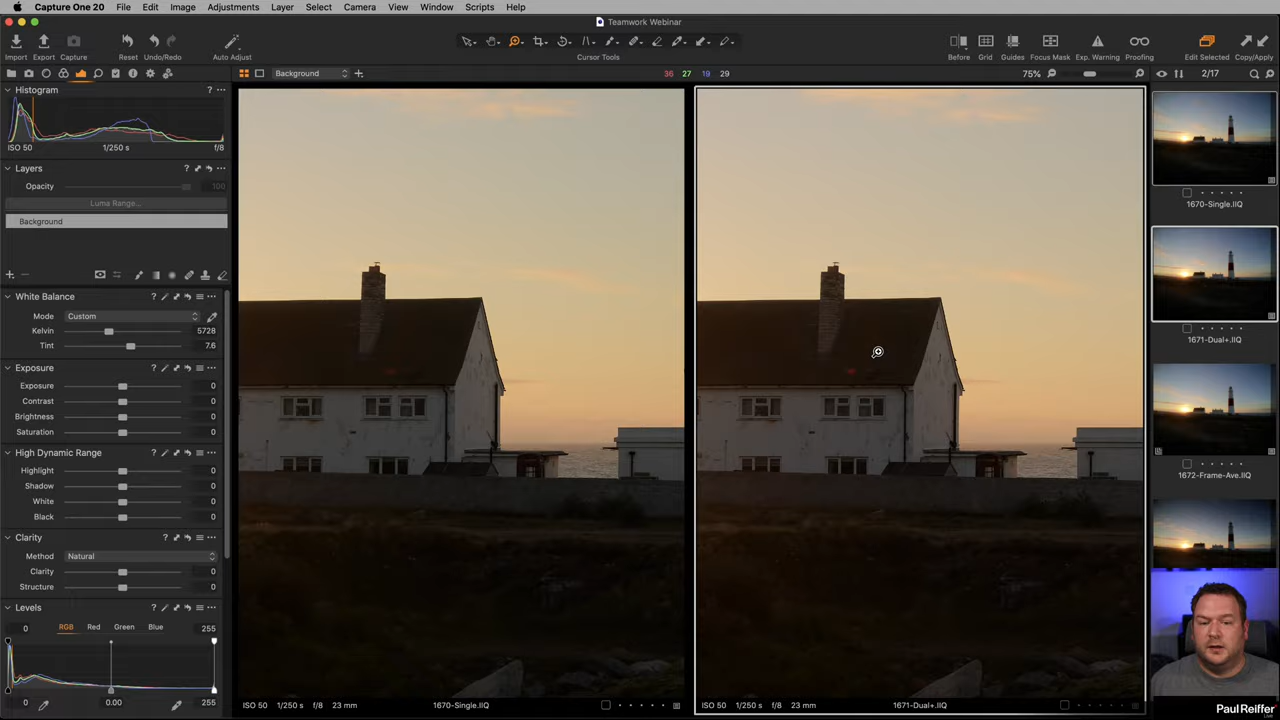 Capture One 20 File Edit Image Adjustments Layer Select Camera View Window Scripts Help
Teamwork Webinar
Import Export Capture Reset Undo/Redo Auto Adjust Cursor Tools Before Grid Guides Focus Mask Exp. Warning Proofing Edit Selected Copy/Apply
Background 36 27 19 29 75% 2/17
Histogram
ISO 50 1/250 s f/8
Layers
Opacity 100
Luma Range...
Background
White Balance
Mode Custom
Kelvin 5728
Tint 7.6
Exposure
Exposure 0
Contrast 0
Brightness 0
Saturation 0
High Dynamic Range
Highlight 0
Shadow 0
White 0
Black 0
Clarity
Method Natural
Clarity 0
Structure 0
Levels
0 RGB Red Green Blue 255
0 0.00 255
ISO 50 1/250 s f/8 23 mm 1670-Single.IIQ
ISO 50 1/250 s f/8 23 mm 1671-Dual+.IIQ
1670-Single.IIQ
1671-Dual+.IIQ
1672-Frame-Ave.IIQ
Paul Reiffer
Live